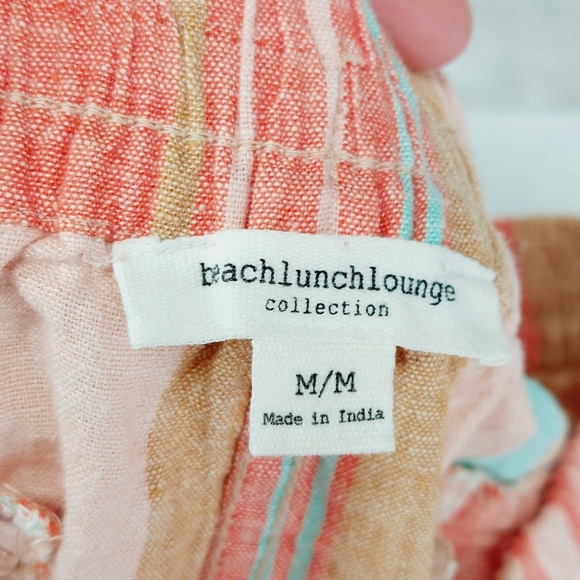 beachlunchlounge
collection
M/M
Made in India